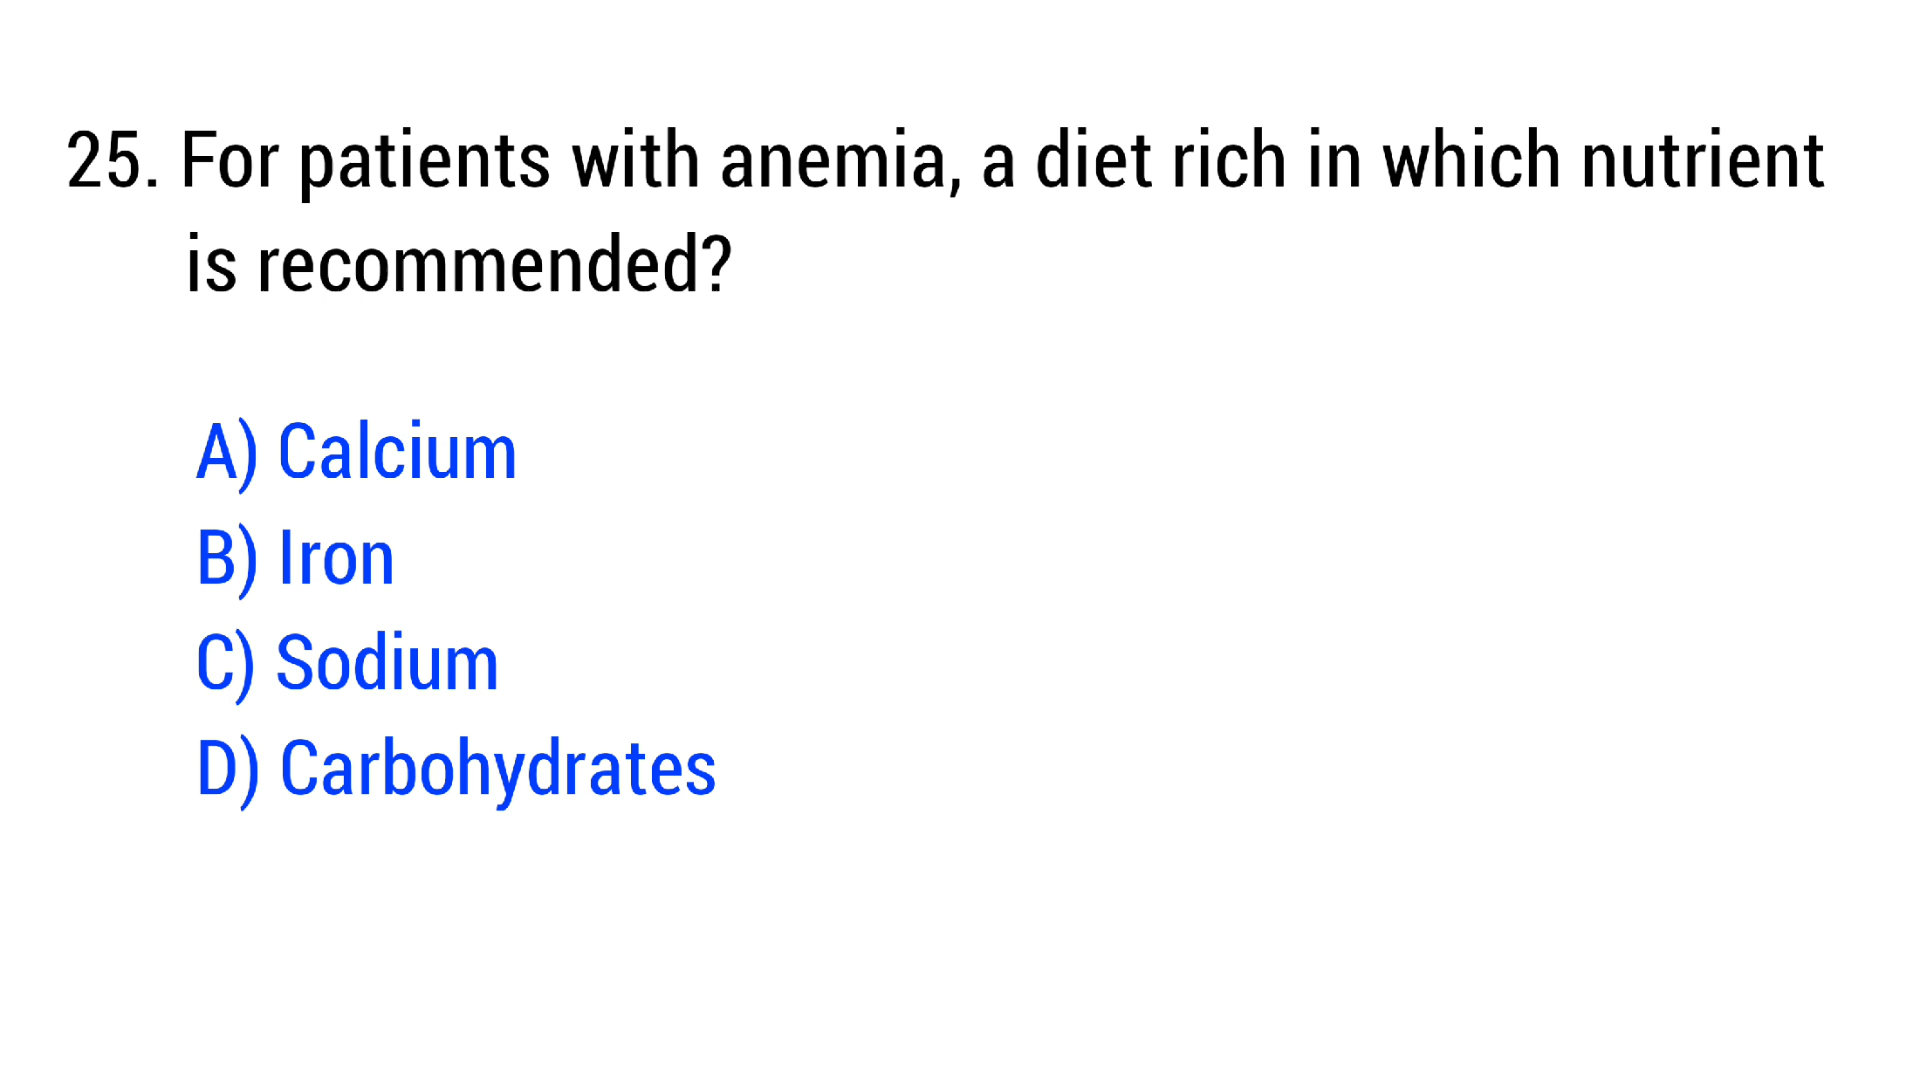 25. For patients with anemia, a diet rich in which nutrient
is recommended?
A) Calcium
B) Iron
C) Sodium
D) Carbohydrates